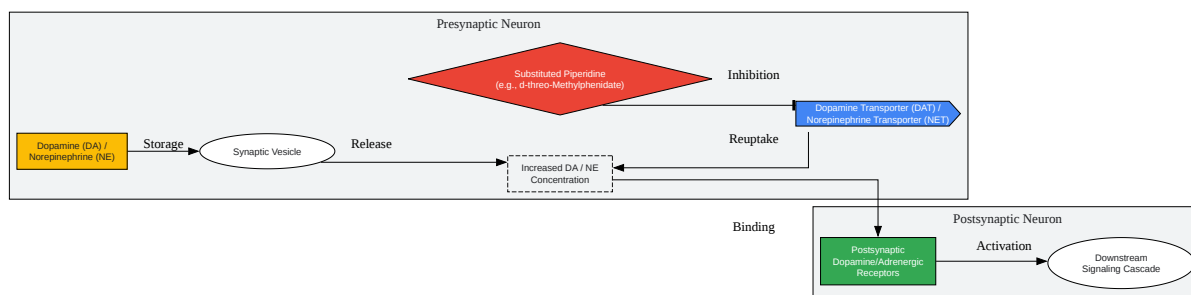 Presynaptic Neuron
Substituted Piperidine
(e.g., d-threo-Methylphenidate)
Inhibition
Dopamine Transporter (DAT) /
Norepinephrine Transporter (NET)
Dopamine (DA) /
Norepinephrine (NE)
Storage
Synaptic Vesicle
Release
Reuptake
Increased DA / NE
Concentration
Binding
Postsynaptic Neuron
Postsynaptic
Dopamine/Adrenergic
Receptors
Activation
Downstream
Signaling Cascade